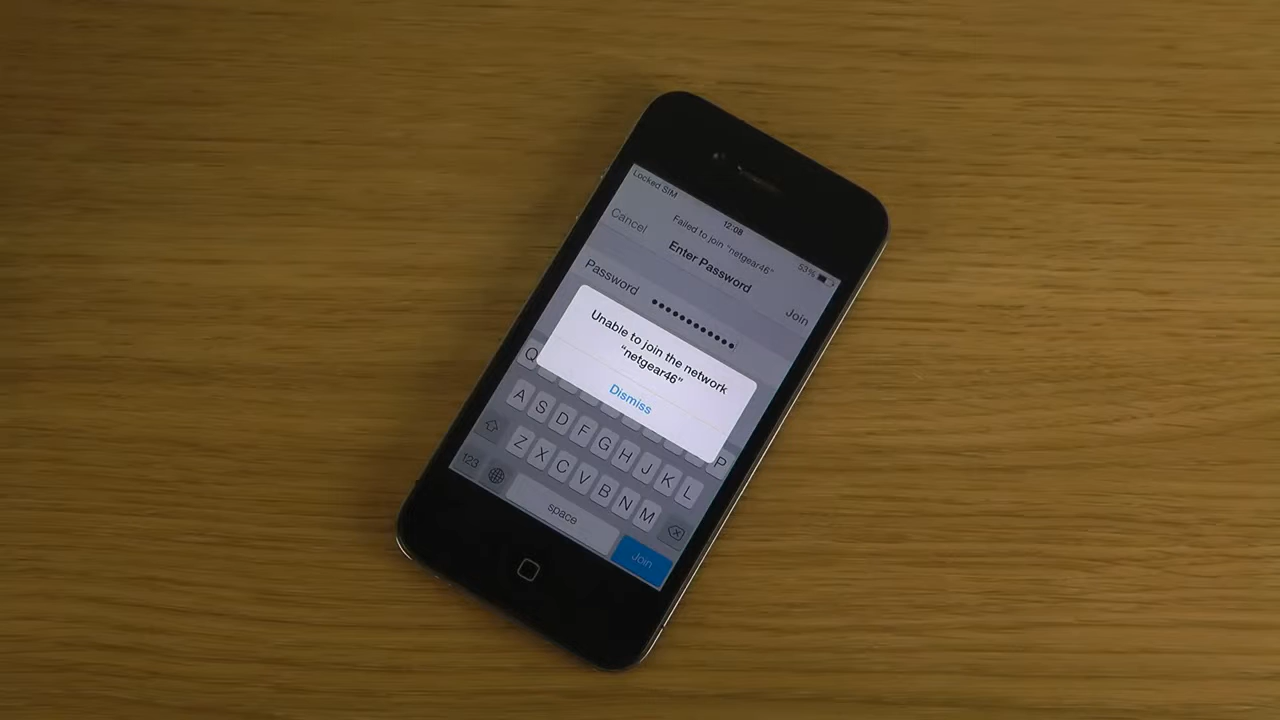 Locked SIM
12:08
53%
Failed to join "netgear46"
Cancel
Enter Password
Join
Password
Unable to join the network
"netgear46"
Dismiss
Q
P
A S D F G H J K L
Z X C V B N M
123
space
Join